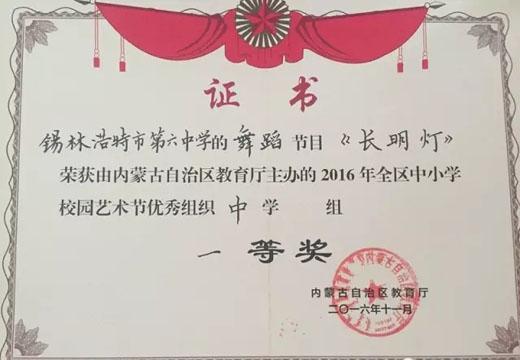 证书
锡林浩特市第六中学的舞蹈节目《长明灯》
荣获由内蒙古自治区教育厅主办的2016年全区中小学
校园艺术节优秀组织中学 组
一等奖
内蒙古自治区教育厅
二〇一六年十一月